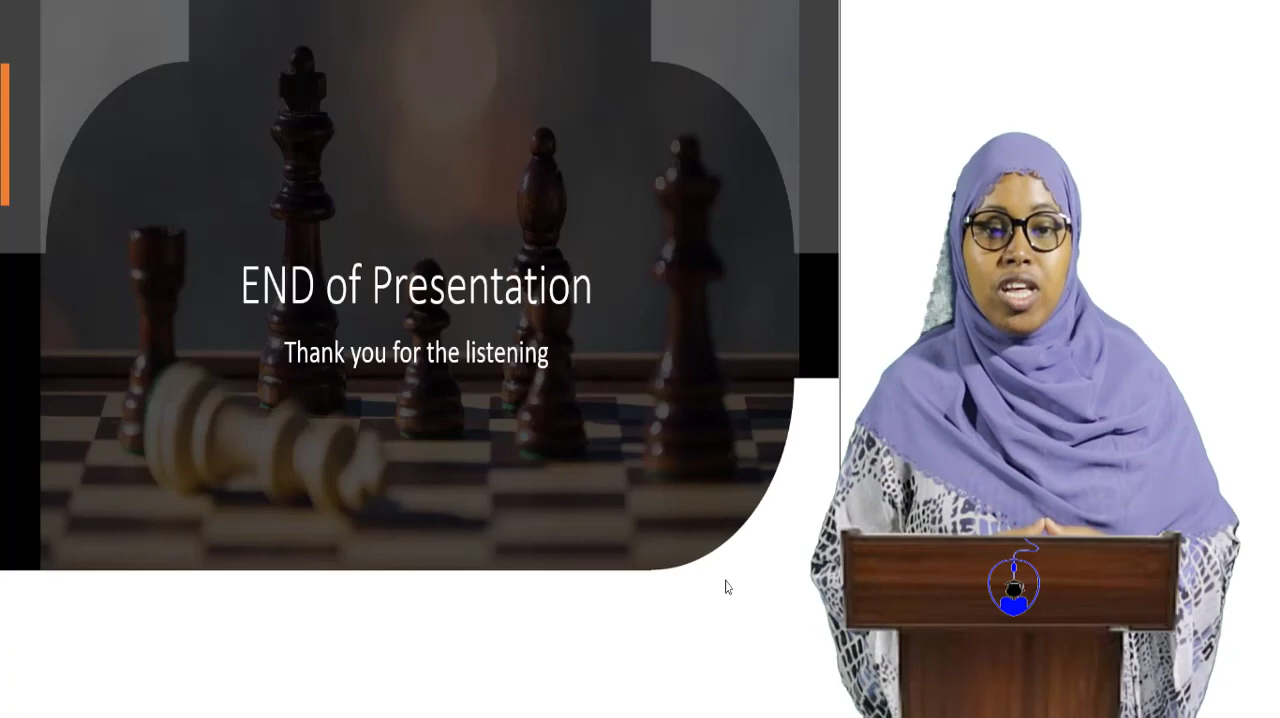 END of Presentation
Thank you for the listening